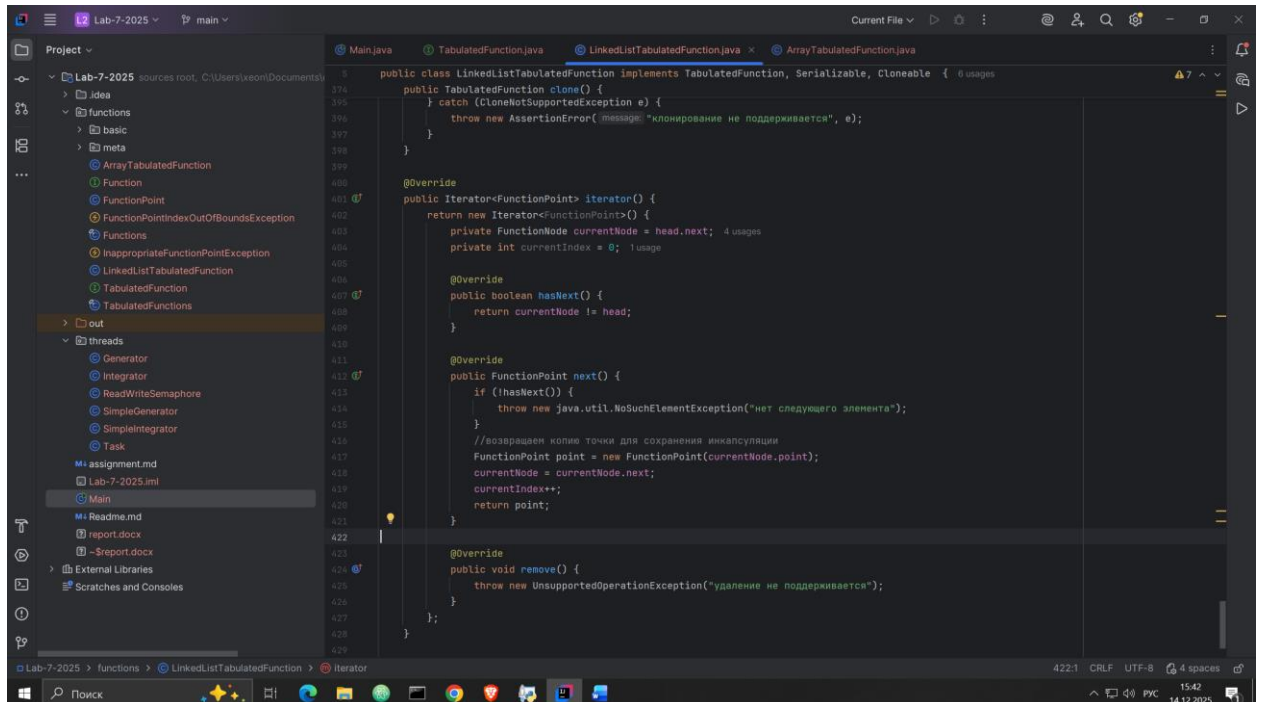 L2 Lab-7-2025 main Current File
Project
Main.java TabulatedFunction.java LinkedListTabulatedFunction.java ArrayTabulatedFunction.java
Lab-7-2025 sources root, C:\Users\xeon\Documents\
.idea
functions
basic
meta
ArrayTabulatedFunction
Function
FunctionPoint
FunctionPointIndexOutOfBoundsException
Functions
InappropriateFunctionPointException
LinkedListTabulatedFunction
TabulatedFunction
TabulatedFunctions
out
threads
Generator
Integrator
ReadWriteSemaphore
SimpleGenerator
SimpleIntegrator
Task
assignment.md
Lab-7-2025.iml
Main
Readme.md
report.docx
~$report.docx
External Libraries
Scratches and Consoles
5 public class LinkedListTabulatedFunction implements TabulatedFunction, Serializable, Cloneable { 6 usages 7
374 public TabulatedFunction clone() {
395 } catch (CloneNotSupportedException e) {
396 throw new AssertionError( message: "клонирование не поддерживается", e);
397 }
398 }
399
400 @Override
401 public Iterator<FunctionPoint> iterator() {
402 return new Iterator<FunctionPoint>() {
403 private FunctionNode currentNode = head.next; 4 usages
404 private int currentIndex = 0; 1 usage
405
406 @Override
407 public boolean hasNext() {
408 return currentNode != head;
409 }
410
411 @Override
412 public FunctionPoint next() {
413 if (!hasNext()) {
414 throw new java.util.NoSuchElementException("нет следующего элемента");
415 }
416 //возвращаем копию точки для сохранения инкапсуляции
417 FunctionPoint point = new FunctionPoint(currentNode.point);
418 currentNode = currentNode.next;
419 currentIndex++;
420 return point;
421 }
422
423 @Override
424 public void remove() {
425 throw new UnsupportedOperationException("удаление не поддерживается");
426 }
427 };
428 }
429
Lab-7-2025 > functions > LinkedListTabulatedFunction > iterator 422:1 CRLF UTF-8 4 spaces
Поиск РУС 15:42
14.12.2025